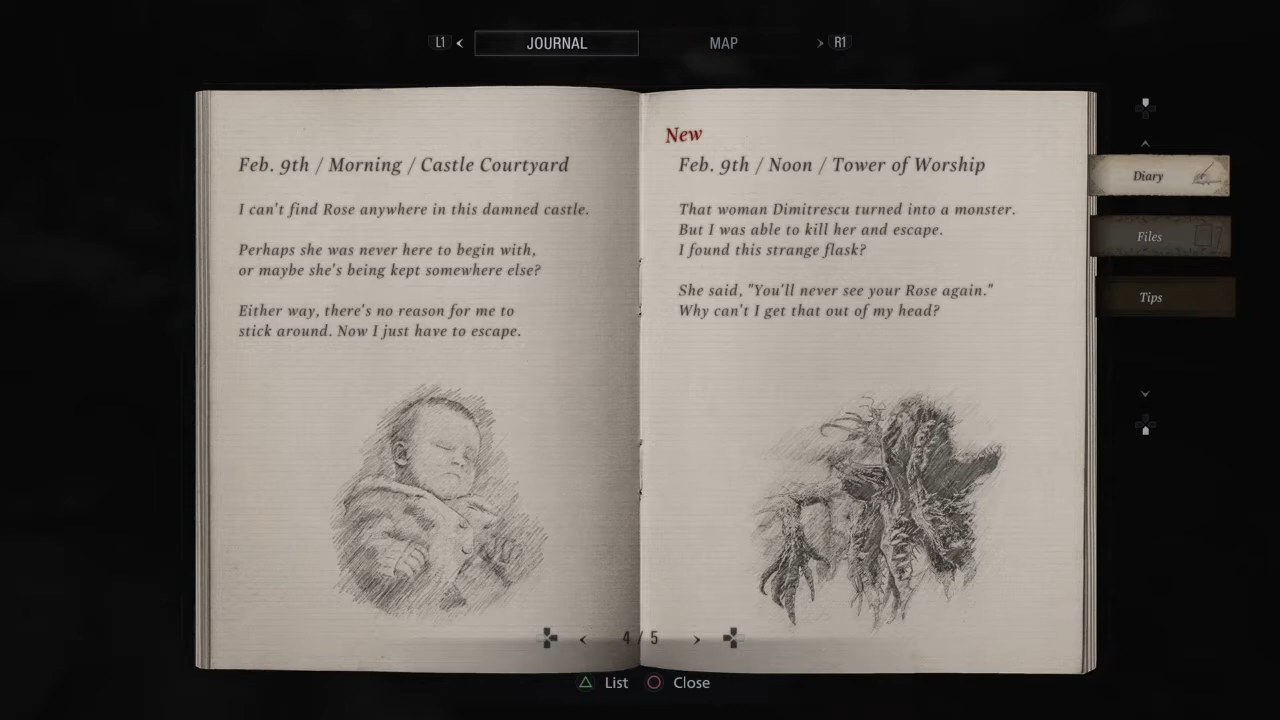 L1 JOURNAL MAP R1
Feb. 9th / Morning / Castle Courtyard
I can't find Rose anywhere in this damned castle.
Perhaps she was never here to begin with,
or maybe she's being kept somewhere else?
Either way, there's no reason for me to
stick around. Now I just have to escape.
New
Feb. 9th / Noon / Tower of Worship
That woman Dimitrescu turned into a monster.
But I was able to kill her and escape.
I found this strange flask?
She said, "You'll never see your Rose again."
Why can't I get that out of my head?
Diary
Files
Tips
4 / 5
List Close